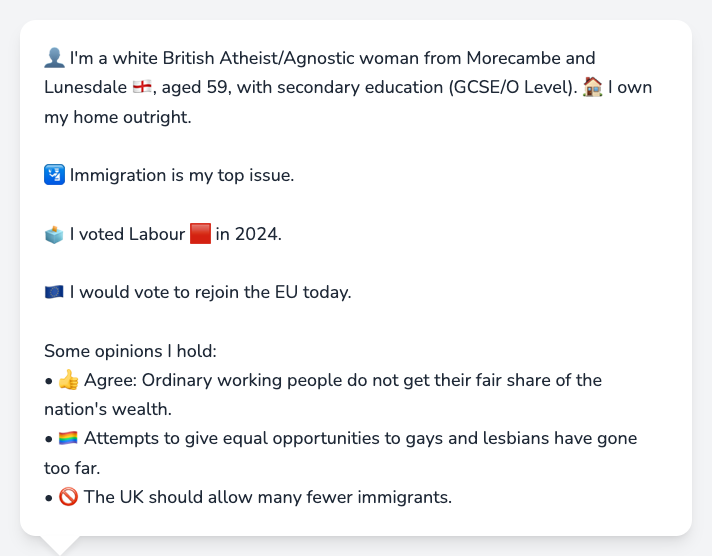 👤 I'm a white British Atheist/Agnostic woman from Morecambe and
Lunesdale 🏴󠁧󠁢󠁥󠁮󠁧󠁿, aged 59, with secondary education (GCSE/O Level). 🏠 I own
my home outright.
🛂 Immigration is my top issue.
🗳️ I voted Labour 🟥 in 2024.
🇪🇺 I would vote to rejoin the EU today.
Some opinions I hold:
• 👍 Agree: Ordinary working people do not get their fair share of the
nation's wealth.
• 🏳️‍🌈 Attempts to give equal opportunities to gays and lesbians have gone
too far.
• 🚫 The UK should allow many fewer immigrants.